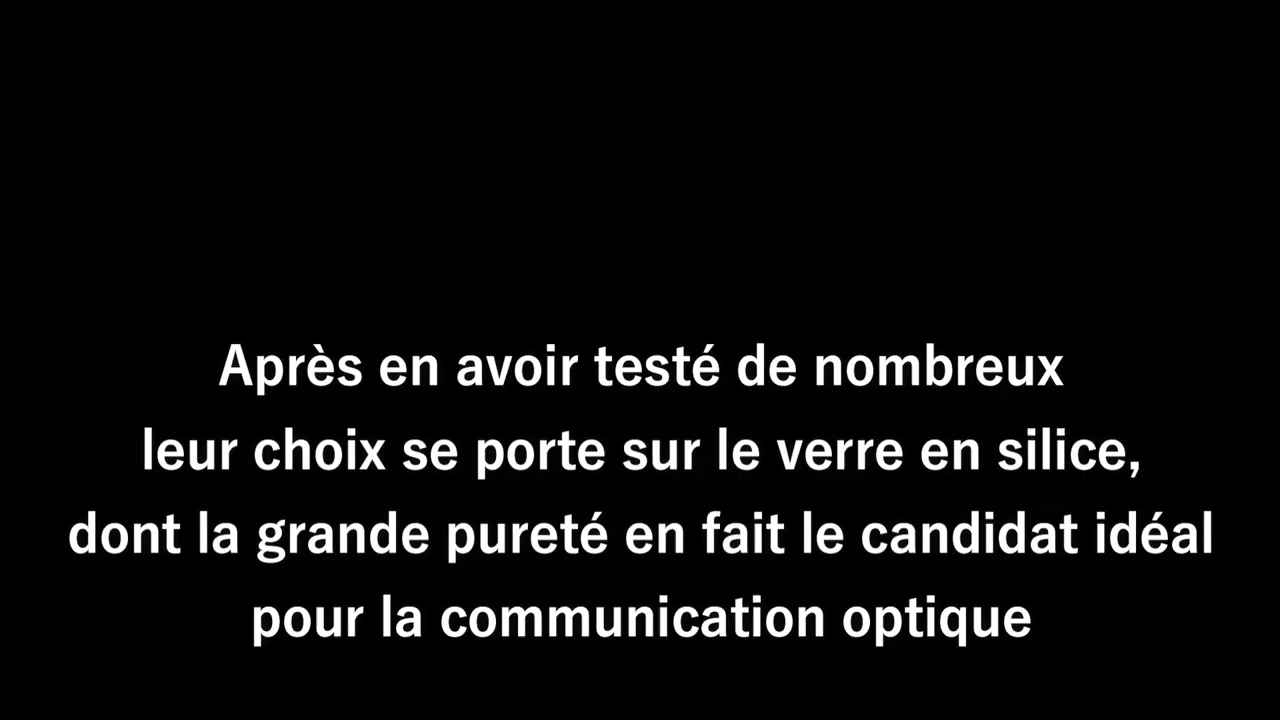 Après en avoir testé de nombreux
leur choix se porte sur le verre en silice,
dont la grande pureté en fait le candidat idéal
pour la communication optique